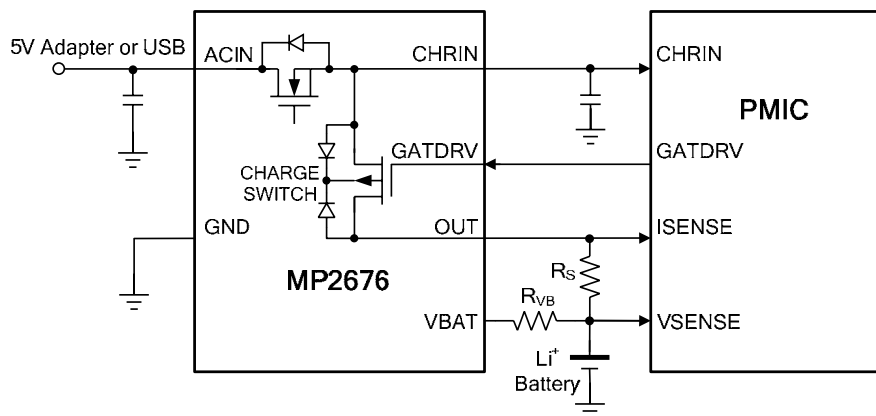 5V Adapter or USB
ACIN
CHRIN
CHRIN
PMIC
GATDRV
GATDRV
CHARGE
SWITCH
GND
OUT
ISENSE
MP2676
RS
RVB
VBAT
VSENSE
Li+
Battery